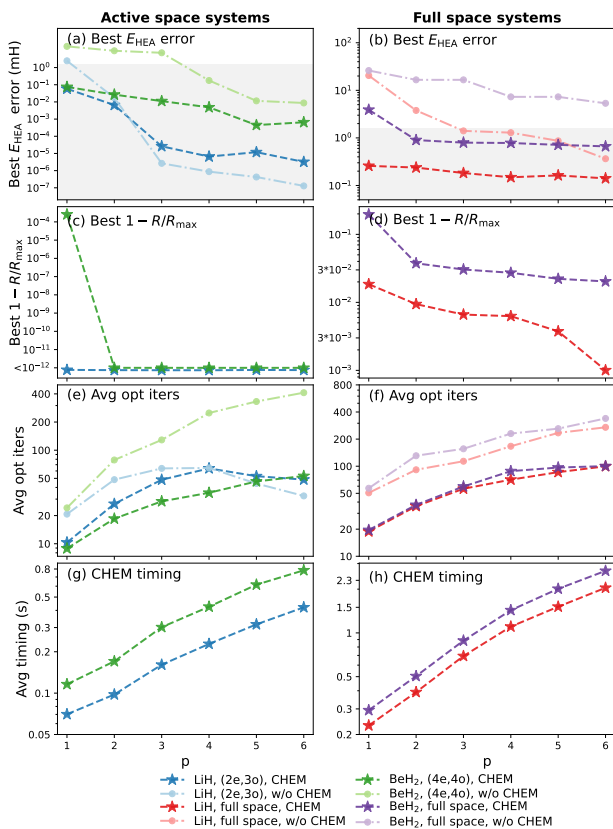 Active space systems
Full space systems
(a) Best E_HEA error
(b) Best E_HEA error
Best E_HEA error (mH)
10^0
10^-1
10^-2
10^-3
10^-4
10^-5
10^-6
10^-7
10^2
10^1
10^0
10^-1
(c) Best 1 − R/R_max
(d) Best 1 − R/R_max
Best 1 − R/R_max
10^-4
10^-5
10^-6
10^-7
10^-8
10^-9
10^-10
10^-11
<10^-12
3*10^-2
10^-2
3*10^-3
10^-3
(e) Avg opt iters
(f) Avg opt iters
Avg opt iters
400
100
50
20
10
800
400
200
100
50
20
10
(g) CHEM timing
(h) CHEM timing
Avg timing (s)
0.8
0.4
0.2
0.1
0.05
2.3
1.5
1
0.5
0.3
0.2
1 2 3 4 5 6
1 2 3 4 5 6
p
p
LiH, (2e,3o), CHEM
LiH, (2e,3o), w/o CHEM
LiH, full space, CHEM
LiH, full space, w/o CHEM
BeH₂, (4e,4o), CHEM
BeH₂, (4e,4o), w/o CHEM
BeH₂, full space, CHEM
BeH₂, full space, w/o CHEM